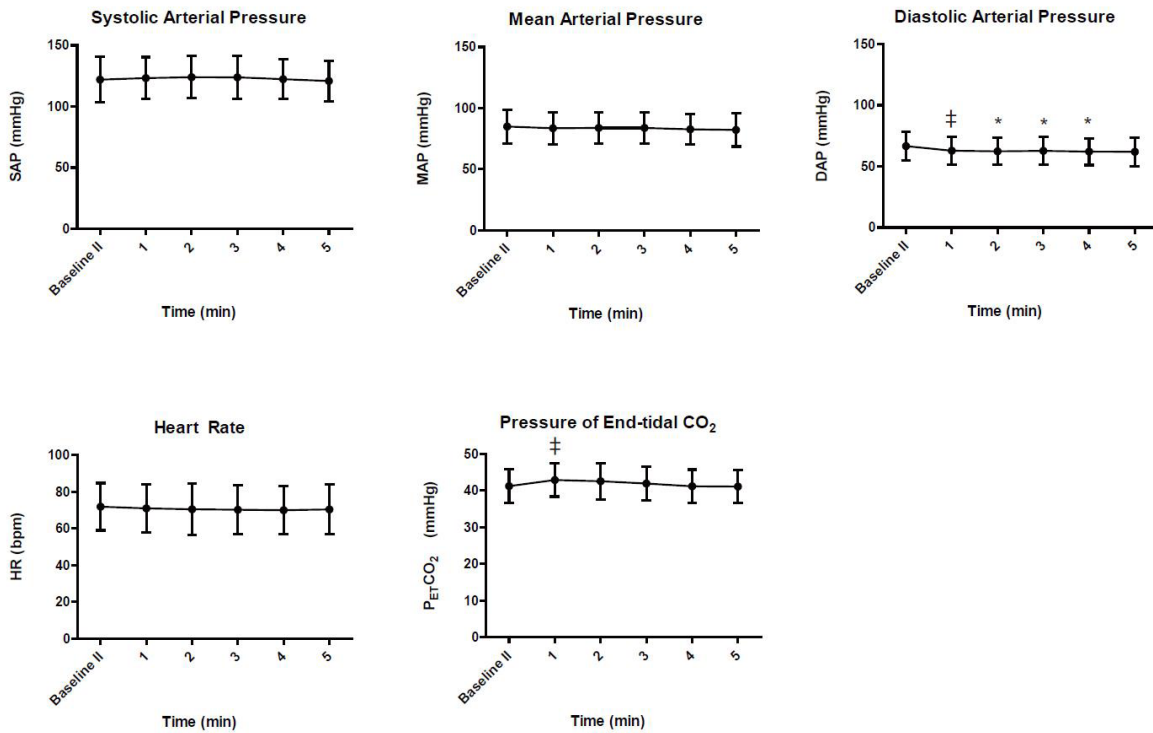 Systolic Arterial Pressure
SAP (mmHg)
150
100
50
0
Baseline II
1
2
3
4
5
Time (min)
Mean Arterial Pressure
MAP (mmHg)
150
100
50
0
Baseline II
1
2
3
4
5
Time (min)
Diastolic Arterial Pressure
DAP (mmHg)
150
100
50
0
‡ * * *
Baseline II
1
2
3
4
5
Time (min)
Heart Rate
HR (bpm)
100
80
60
40
20
0
Baseline II
1
2
3
4
5
Time (min)
Pressure of End-tidal CO₂
‡
P_ETCO₂ (mmHg)
50
40
30
20
10
0
Baseline II
1
2
3
4
5
Time (min)